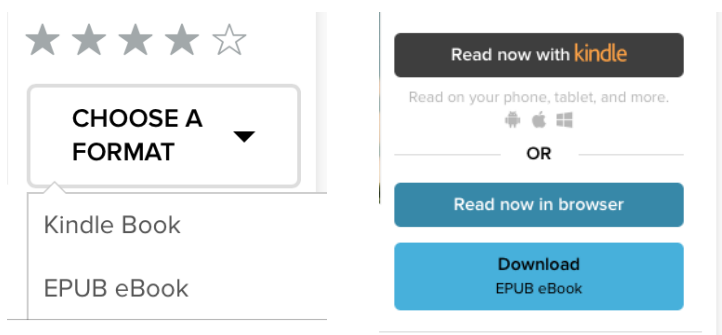 CHOOSE A
FORMAT
Kindle Book
EPUB eBook
Read now with kindle
Read on your phone, tablet, and more.
OR
Read now in browser
Download
EPUB eBook